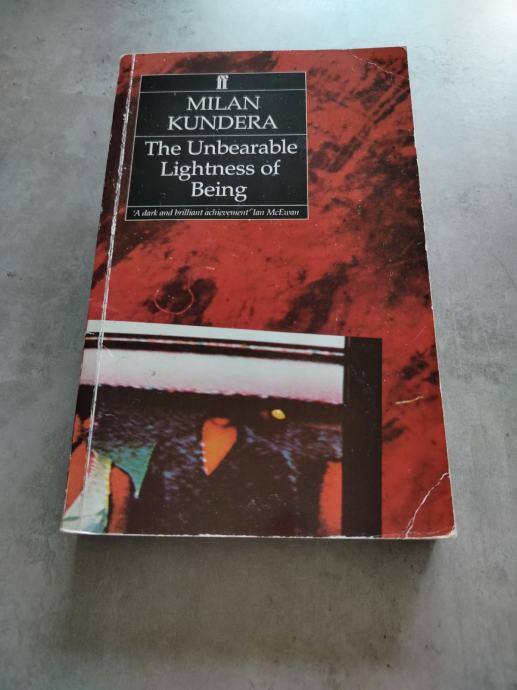 ff
MILAN
KUNDERA
The Unbearable
Lightness of
Being
'A dark and brilliant achievement' Ian McEwan